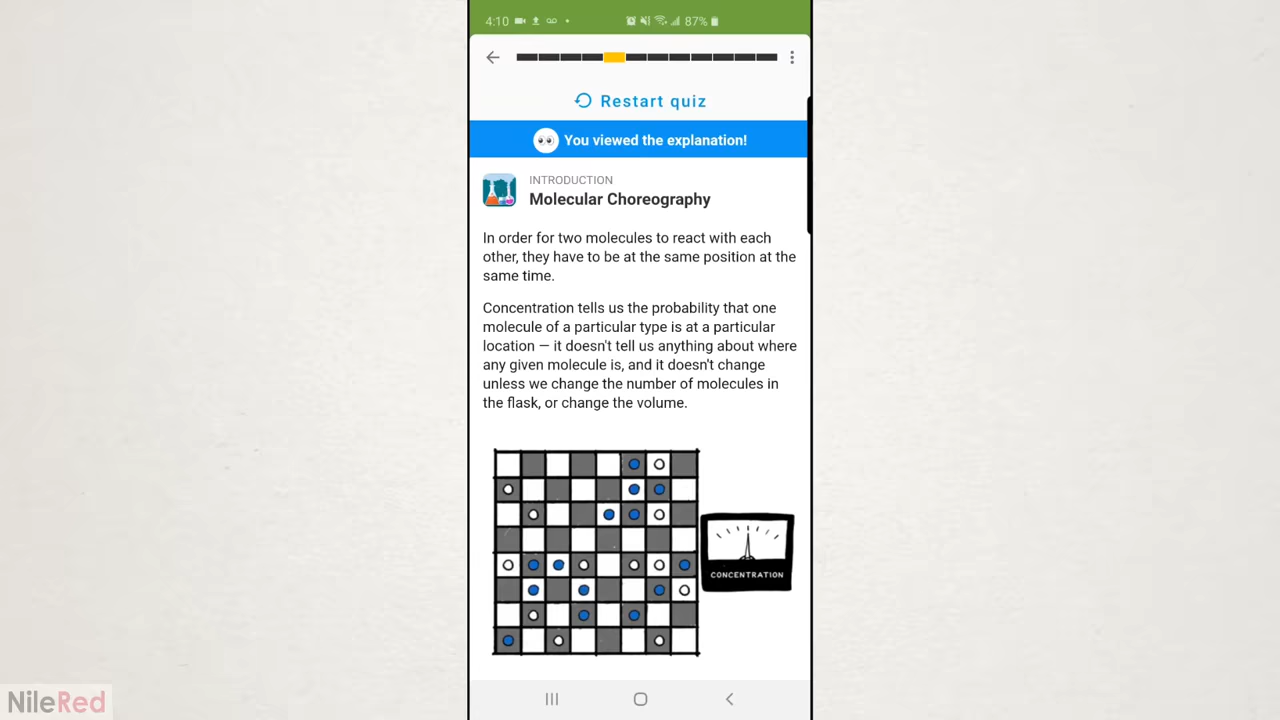 4:10
87%
Restart quiz
You viewed the explanation!
INTRODUCTION
Molecular Choreography
In order for two molecules to react with each
other, they have to be at the same position at the
same time.
Concentration tells us the probability that one
molecule of a particular type is at a particular
location — it doesn't tell us anything about where
any given molecule is, and it doesn't change
unless we change the number of molecules in
the flask, or change the volume.
CONCENTRATION
NileRed